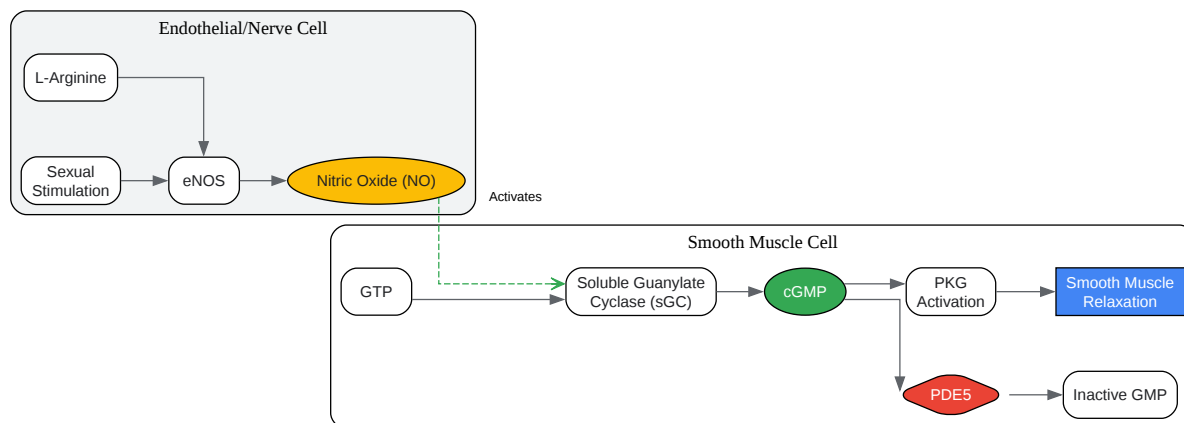 Endothelial/Nerve Cell
L-Arginine
Sexual
Stimulation
eNOS
Nitric Oxide (NO)
Activates
Smooth Muscle Cell
GTP
Soluble Guanylate
Cyclase (sGC)
cGMP
PKG
Activation
Smooth Muscle
Relaxation
PDE5
Inactive GMP